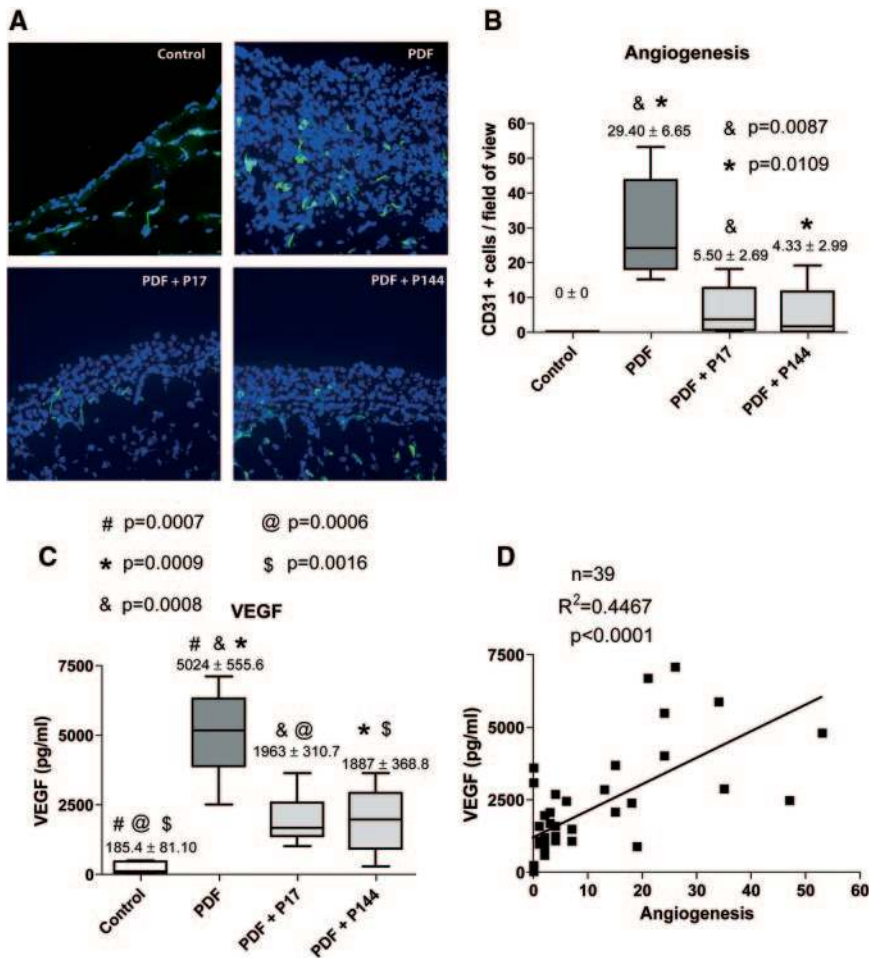 A
Control
PDF
PDF + P17
PDF + P144
B
Angiogenesis
& *
29.40 ± 6.65
& p=0.0087
* p=0.0109
&
5.50 ± 2.69
*
4.33 ± 2.99
0 ± 0
CD31 + cells / field of view
60
50
40
30
20
10
0
Control
PDF
PDF + P17
PDF + P144
# p=0.0007
@ p=0.0006
* p=0.0009
$ p=0.0016
& p=0.0008
C
VEGF
# & *
5024 ± 555.6
& @
1963 ± 310.7
* $
1887 ± 368.8
# @ $
185.4 ± 81.10
VEGF (pg/ml)
7500
5000
2500
0
Control
PDF
PDF + P17
PDF + P144
D
n=39
R²=0.4467
p<0.0001
VEGF (pg/ml)
7500
5000
2500
0
0
10
20
30
40
50
60
Angiogenesis